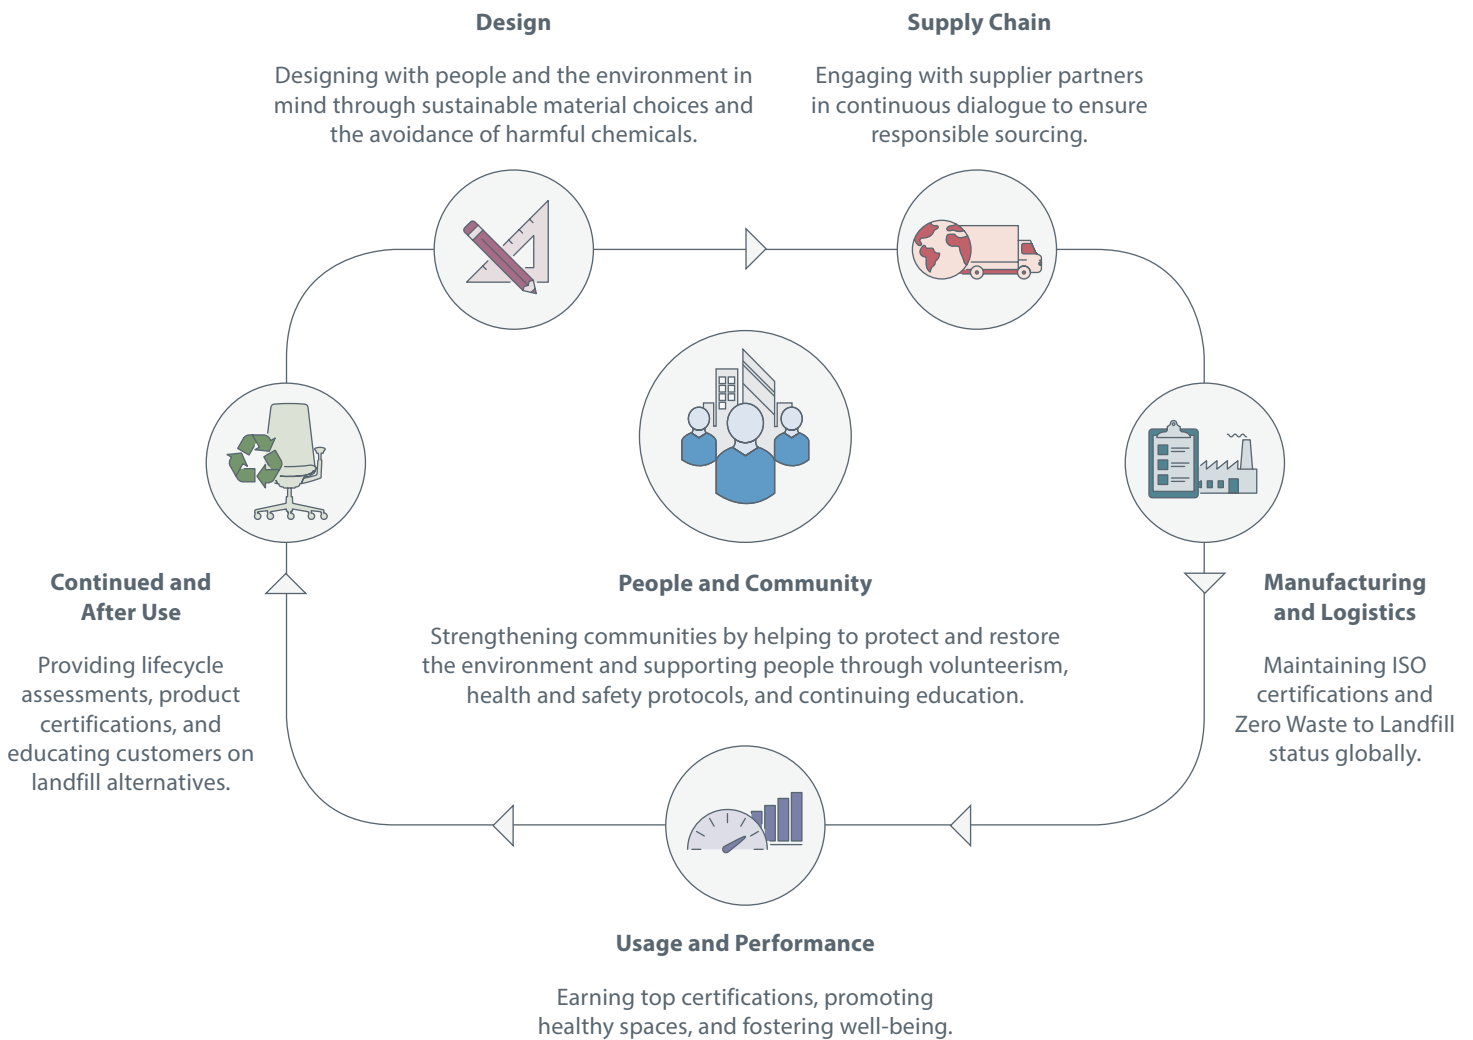 Design
Designing with people and the environment in
mind through sustainable material choices and
the avoidance of harmful chemicals.
Supply Chain
Engaging with supplier partners
in continuous dialogue to ensure
responsible sourcing.
Manufacturing
and Logistics
Maintaining ISO
certifications and
Zero Waste to Landfill
status globally.
Usage and Performance
Earning top certifications, promoting
healthy spaces, and fostering well-being.
Continued and
After Use
Providing lifecycle
assessments, product
certifications, and
educating customers on
landfill alternatives.
People and Community
Strengthening communities by helping to protect and restore
the environment and supporting people through volunteerism,
health and safety protocols, and continuing education.